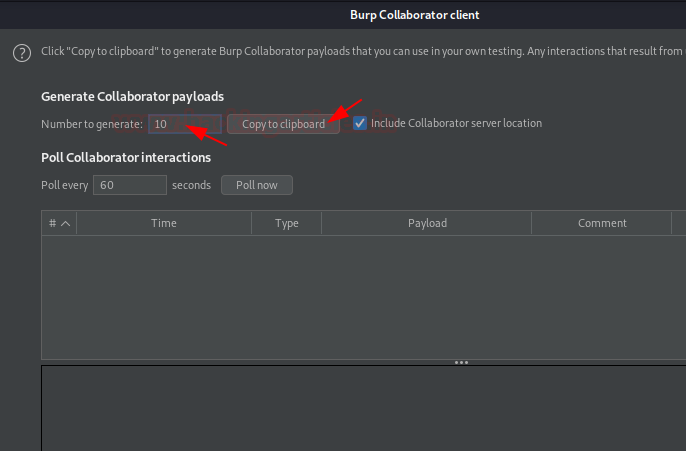 Burp Collaborator client
Click "Copy to clipboard" to generate Burp Collaborator payloads that you can use in your own testing. Any interactions that result from
Generate Collaborator payloads
Number to generate: 10 Copy to clipboard Include Collaborator server location
Poll Collaborator interactions
Poll every 60 seconds Poll now
# Time Type Payload Comment